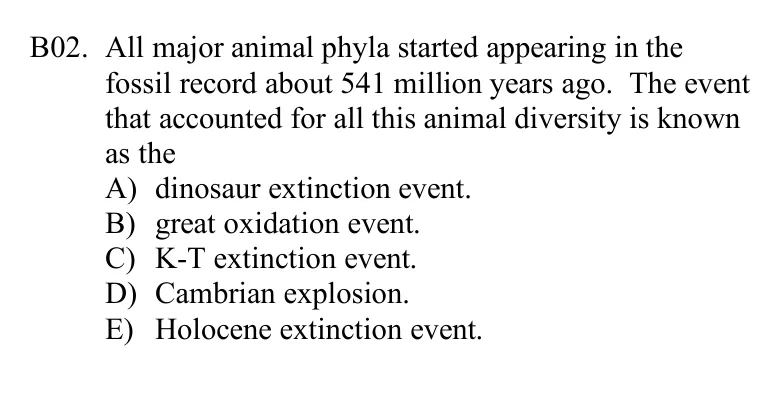 B02. All major animal phyla started appearing in the
fossil record about 541 million years ago. The event
that accounted for all this animal diversity is known
as the
A) dinosaur extinction event.
B) great oxidation event.
C) K-T extinction event.
D) Cambrian explosion.
E) Holocene extinction event.